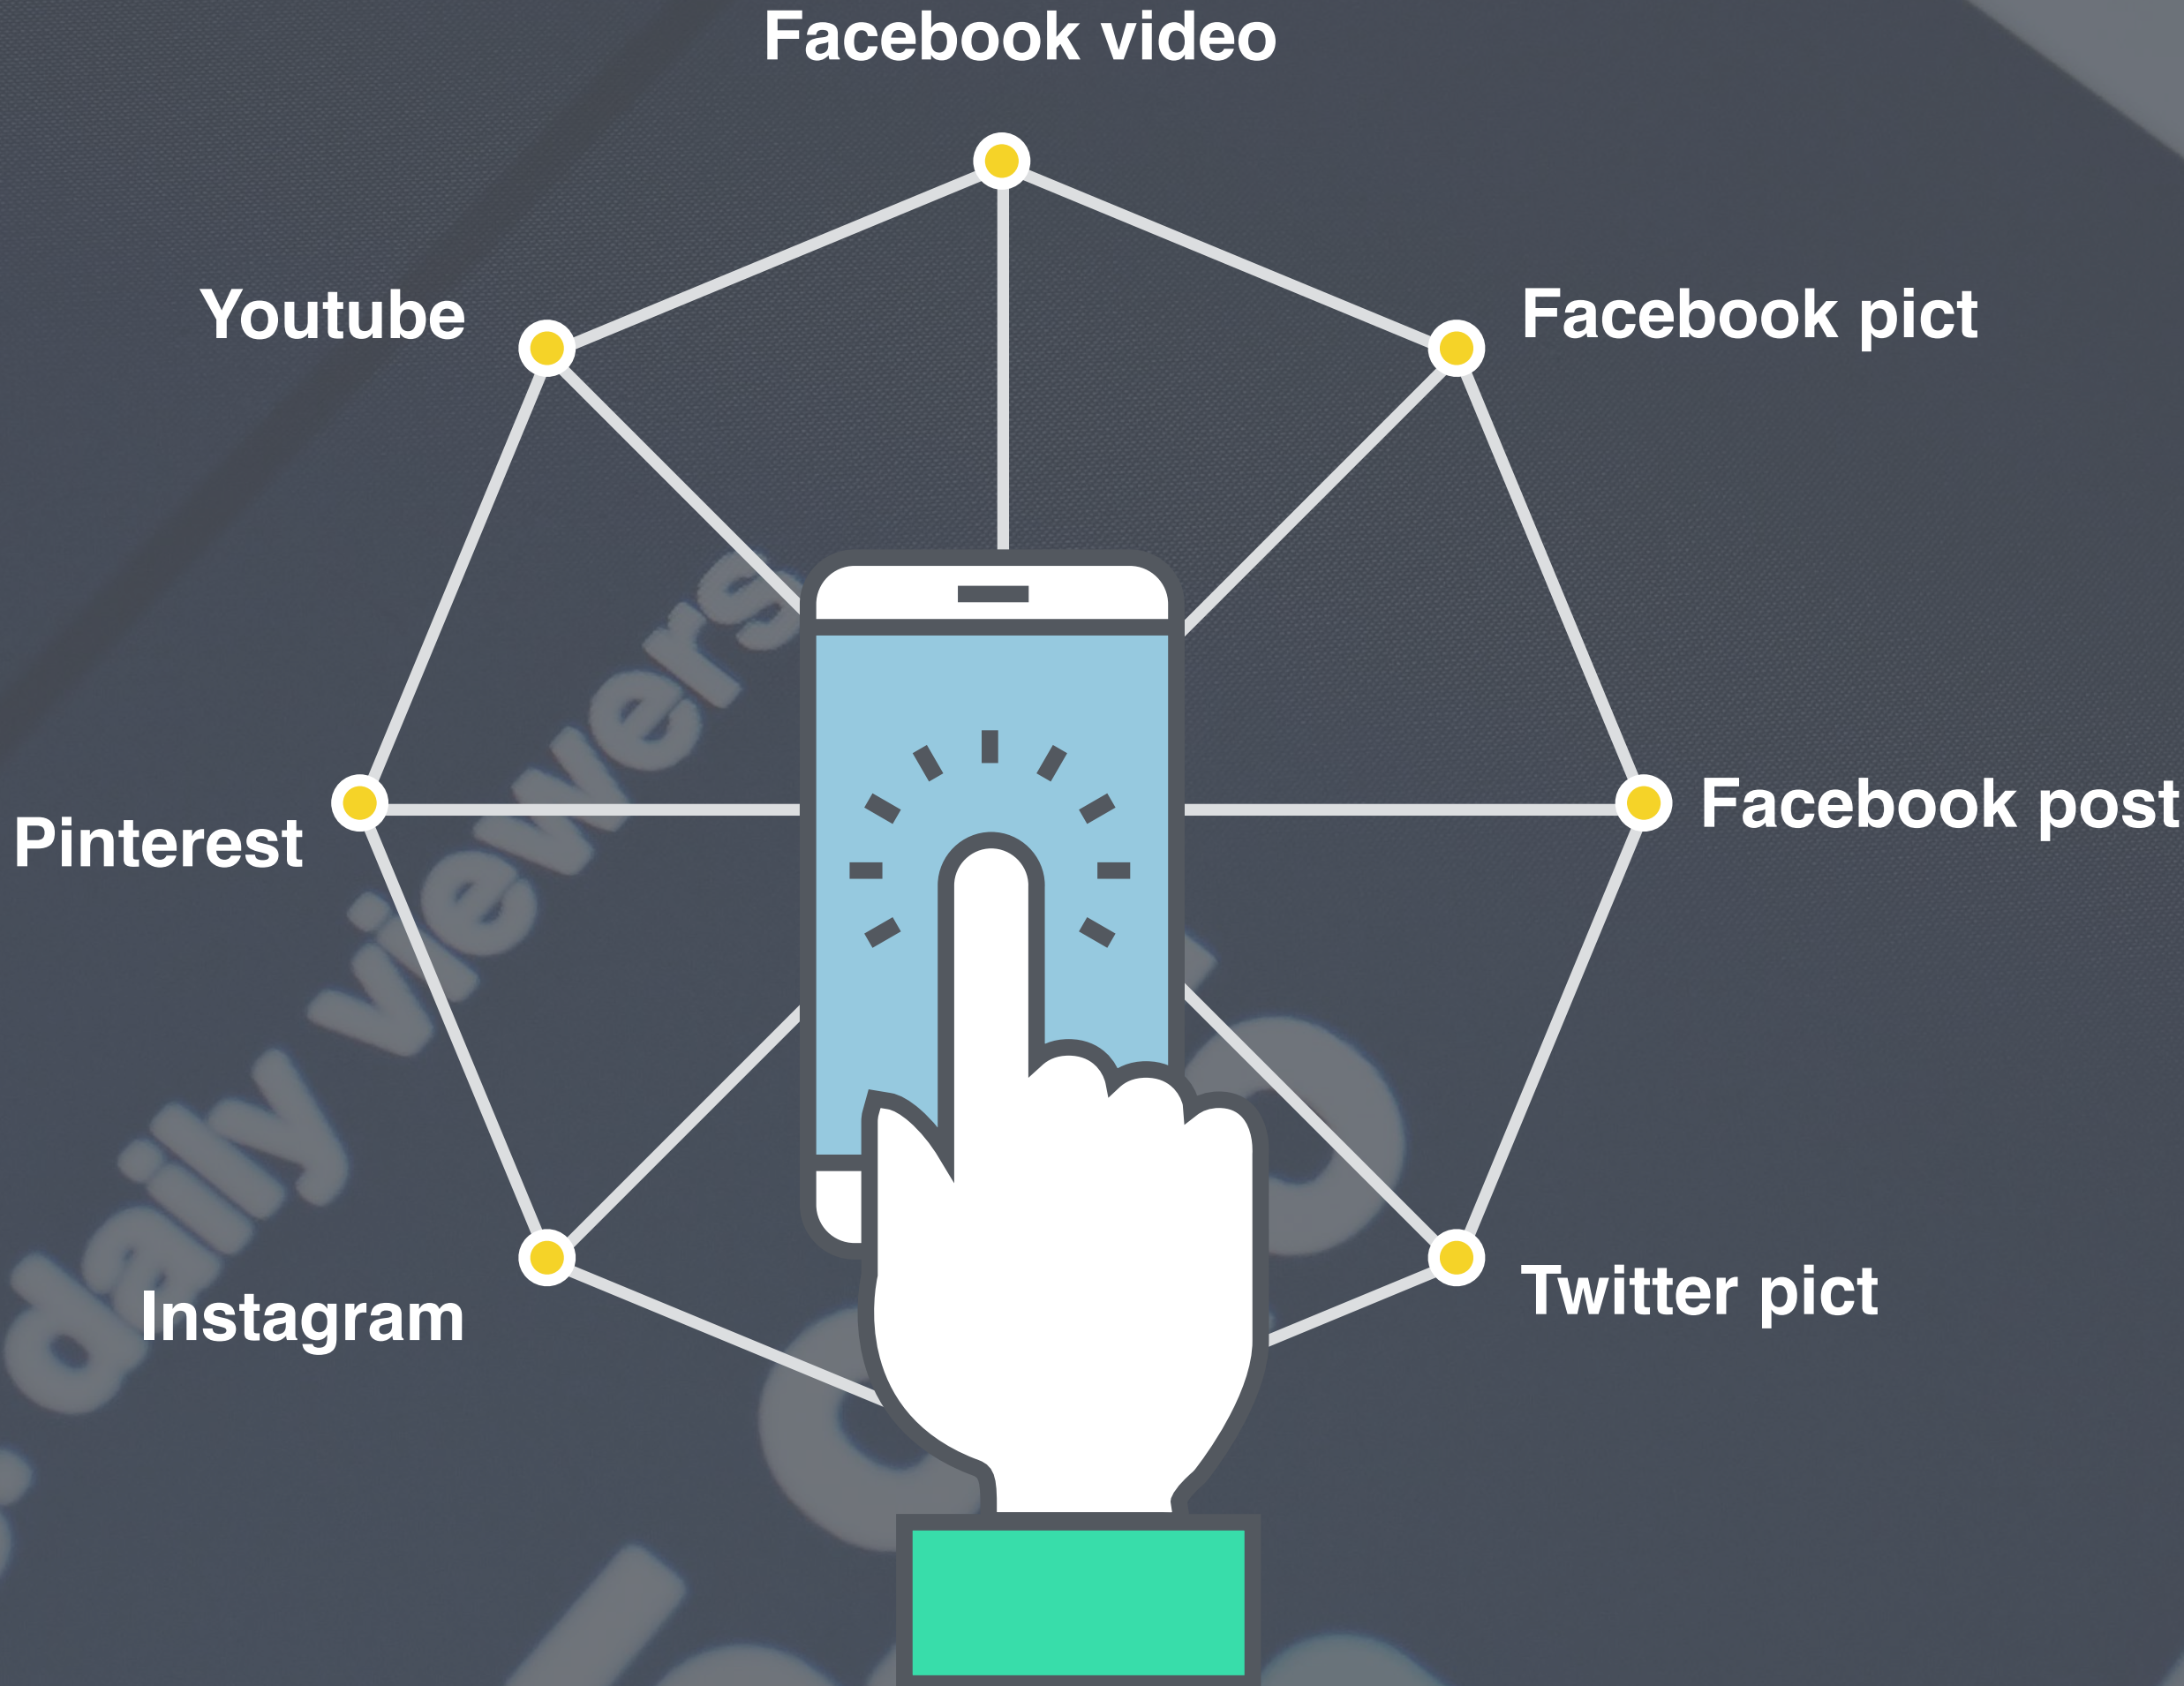 Facebook video
Youtube
Facebook pict
Pinterest
Facebook post
Instagram
Twitter pict
daily viewers